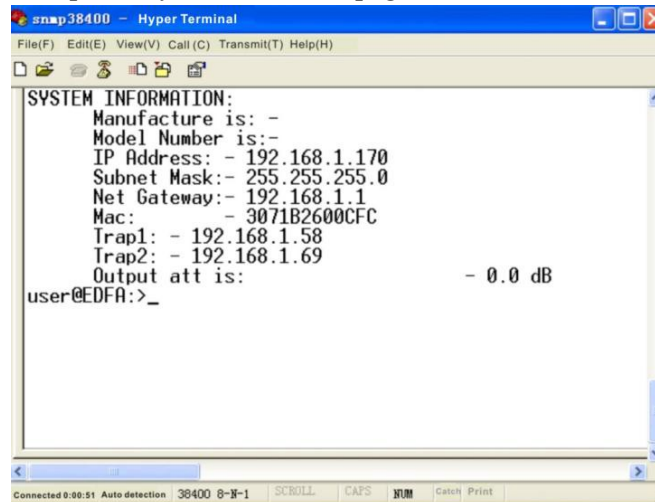 snmp38400 - Hyper Terminal
File(F) Edit(E) View(V) Call (C) Transmit(T) Help(H)
SYSTEM INFORMATION:
Manufacture is: -
Model Number is:-
IP Address: - 192.168.1.170
Subnet Mask:- 255.255.255.0
Net Gateway:- 192.168.1.1
Mac: - 3071B2600CFC
Trap1: - 192.168.1.58
Trap2: - 192.168.1.69
Output att is: - 0.0 dB
user@EDFA:>_
Connected 0:00:51 Auto detection 38400 8-N-1 SCROLL CAPS NUM Catch Print